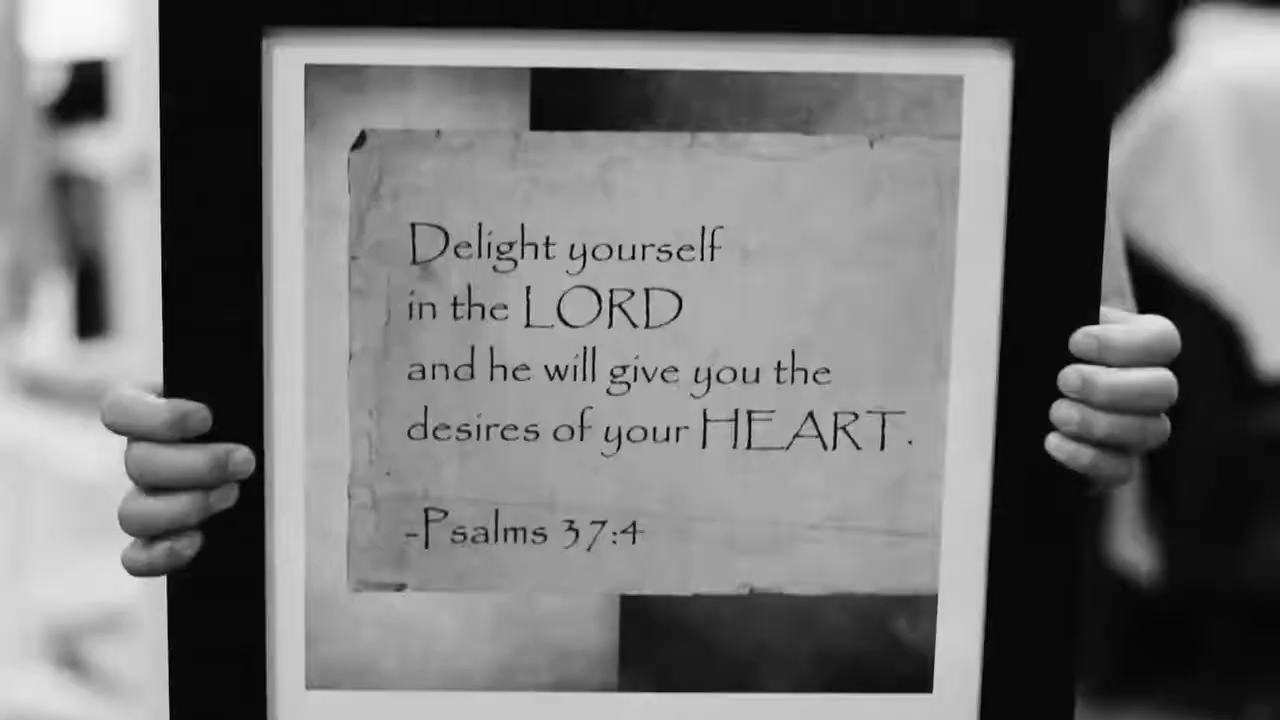 Delight yourself
in the LORD
and he will give you the
desires of your HEART.
-Psalms 37:4